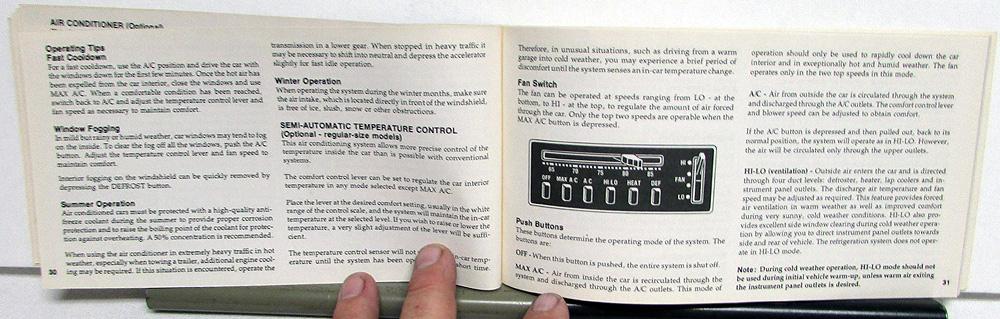 AIR CONDITIONER (Optional)
Operating Tips
Fast Cooldown
For a fast cooldown, use the A/C position and drive the car with
the windows down for the first few minutes. Once the hot air has
been expelled from the car interior, close the windows and use
MAX A/C. When a comfortable condition has been reached,
switch back to A/C and adjust the temperature control lever and
fan speed as necessary to maintain comfort.
Window Fogging
In mild but rainy or humid weather, car windows may tend to fog
on the inside. To clear the fog off all the windows, push the A/C
button. Adjust the temperature control lever and fan speed to
maintain comfort.
Interior fogging on the windshield can be quickly removed by
depressing the DEFROST button.
Summer Operation
Air conditioned cars must be protected with a high-quality anti-
freeze coolant during the summer to provide proper corrosion
protection and to raise the boiling point of the coolant for protec-
tion against overheating. A 50% concentration is recommended.
When using the air conditioner in extremely heavy traffic in hot
weather, especially when towing a trailer, additional engine cool-
ing may be required. If this situation is encountered, operate the
30
transmission in a lower gear. When stopped in heavy traffic it
may be necessary to shift into neutral and depress the accelerator
slightly for fast idle operation.
Winter Operation
When operating the system during the winter months, make sure
the air intake, which is located directly in front of the windshield,
is free of ice, slush, snow or other obstructions.
SEMI-AUTOMATIC TEMPERATURE CONTROL
(Optional - regular-size models)
This air conditioning system allows more precise control of the
temperature inside the car than is possible with conventional
systems.
The comfort control lever can be set to regulate the car interior
temperature in any mode selected except MAX A/C.
Place the lever at the desired comfort setting, usually in the white
range of the control scale, and the system will maintain the in-car
temperature at the selected level. If you wish to raise or lower the
temperature, a very slight adjustment of the lever will be suffi-
cient.
The temperature control sensor will not n-car temp-
erature until the system has been op short time.
Therefore, in unusual situations, such as driving from a warm
garage into cold weather, you may experience a brief period of
discomfort until the system senses an in-car temperature change.
Fan Switch
The fan can be operated at speeds ranging from LO - at the
bottom, to HI - at the top, to regulate the amount of air forced
through the car. Only the top two speeds are operable when the
MAX A/C button is depressed.
65 70 75 80 85
OFF MAX A C A C HI LO HEAT DEF
HI
FAN
LO
Push Buttons
These buttons determine the operating mode of the system. The
buttons are:
OFF - When this button is pushed, the entire system is shut off.
MAX A/C - Air from inside the car is recirculated through the
system and discharged through the A/C outlets. This mode of
operation should only be used to rapidly cool down the car
interior and in exceptionally hot and humid weather. The fan
operates only in the two top speeds in this mode.
A/C - Air from outside the car is circulated through the system
and discharged through the A/C outlets. The comfort control lever
and blower speed can be adjusted to obtain comfort.
If the A/C button is depressed and then pulled out, back to its
normal position, the system will operate as in HI-LO. However,
the air will be circulated only through the upper outlets.
HI-LO (ventilation) - Outside air enters the car and is directed
through four duct levels: defroster, heater, lap coolers and in-
strument panel outlets. The discharge air temperature and fan
speed may be adjusted as required. This feature provides forced
air ventilation in warm weather as well as improved comfort
during very sunny, cold weather conditions. HI-LO also pro-
vides excellent side window clearing during cold weather opera-
tion by allowing you to direct instrument panel outlets towards
side and rear of vehicle. The refrigeration system does not oper-
ate in HI-LO mode.
Note: During cold weather operation, HI-LO mode should not
be used during initial vehicle warm-up, unless warm air exiting
the instrument panel outlets is desired.
31